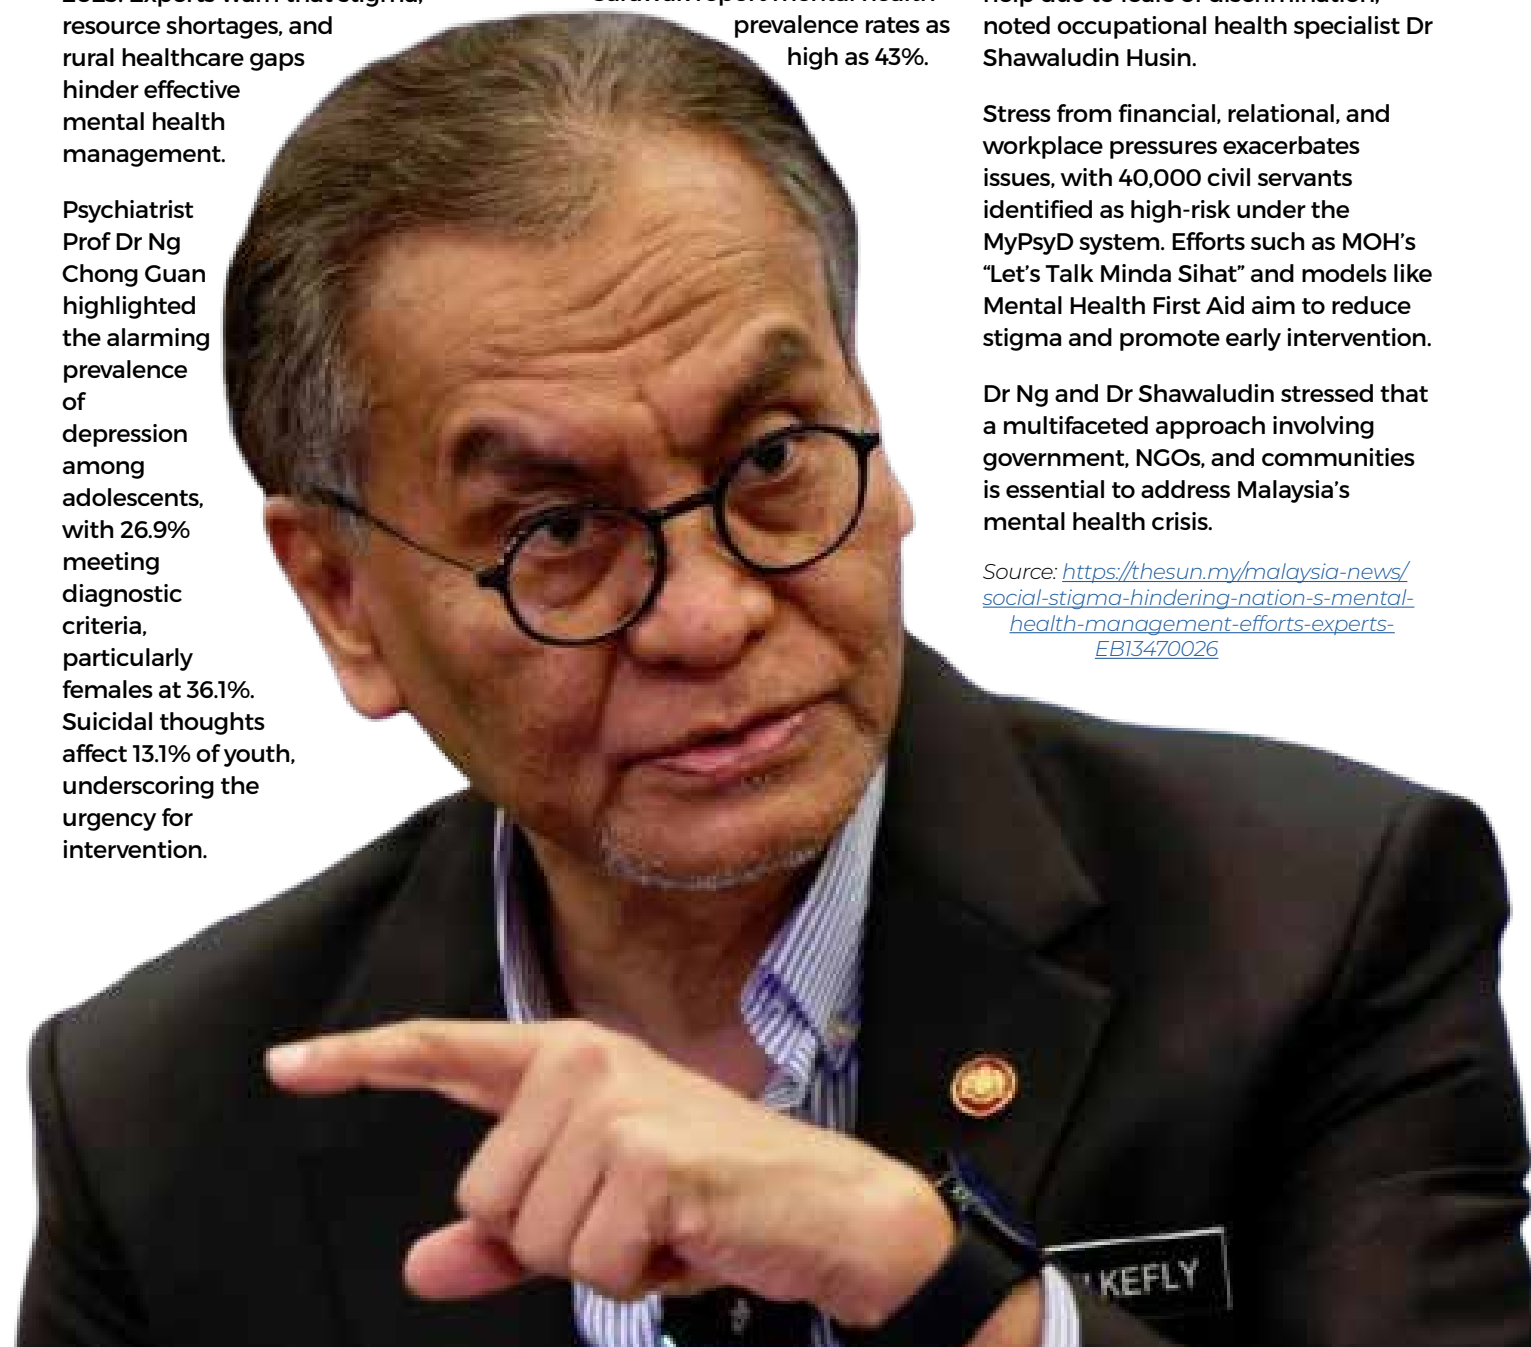 resource shortages, and
rural healthcare gaps
hinder effective
mental health
management.
Psychiatrist
Prof Dr Ng
Chong Guan
highlighted
the alarming
prevalence
of
depression
among
adolescents,
with 26.9%
meeting
diagnostic
criteria,
particularly
females at 36.1%.
Suicidal thoughts
affect 13.1% of youth,
underscoring the
urgency for
intervention.
prevalence rates as
high as 43%.
noted occupational health specialist Dr
Shawaludin Husin.
Stress from financial, relational, and
workplace pressures exacerbates
issues, with 40,000 civil servants
identified as high-risk under the
MyPsyD system. Efforts such as MOH’s
“Let’s Talk Minda Sihat” and models like
Mental Health First Aid aim to reduce
stigma and promote early intervention.
Dr Ng and Dr Shawaludin stressed that
a multifaceted approach involving
government, NGOs, and communities
is essential to address Malaysia’s
mental health crisis.
Source: https://thesun.my/malaysia-news/
social-stigma-hindering-nation-s-mental-
health-management-efforts-experts-
EB13470026
KEFLY